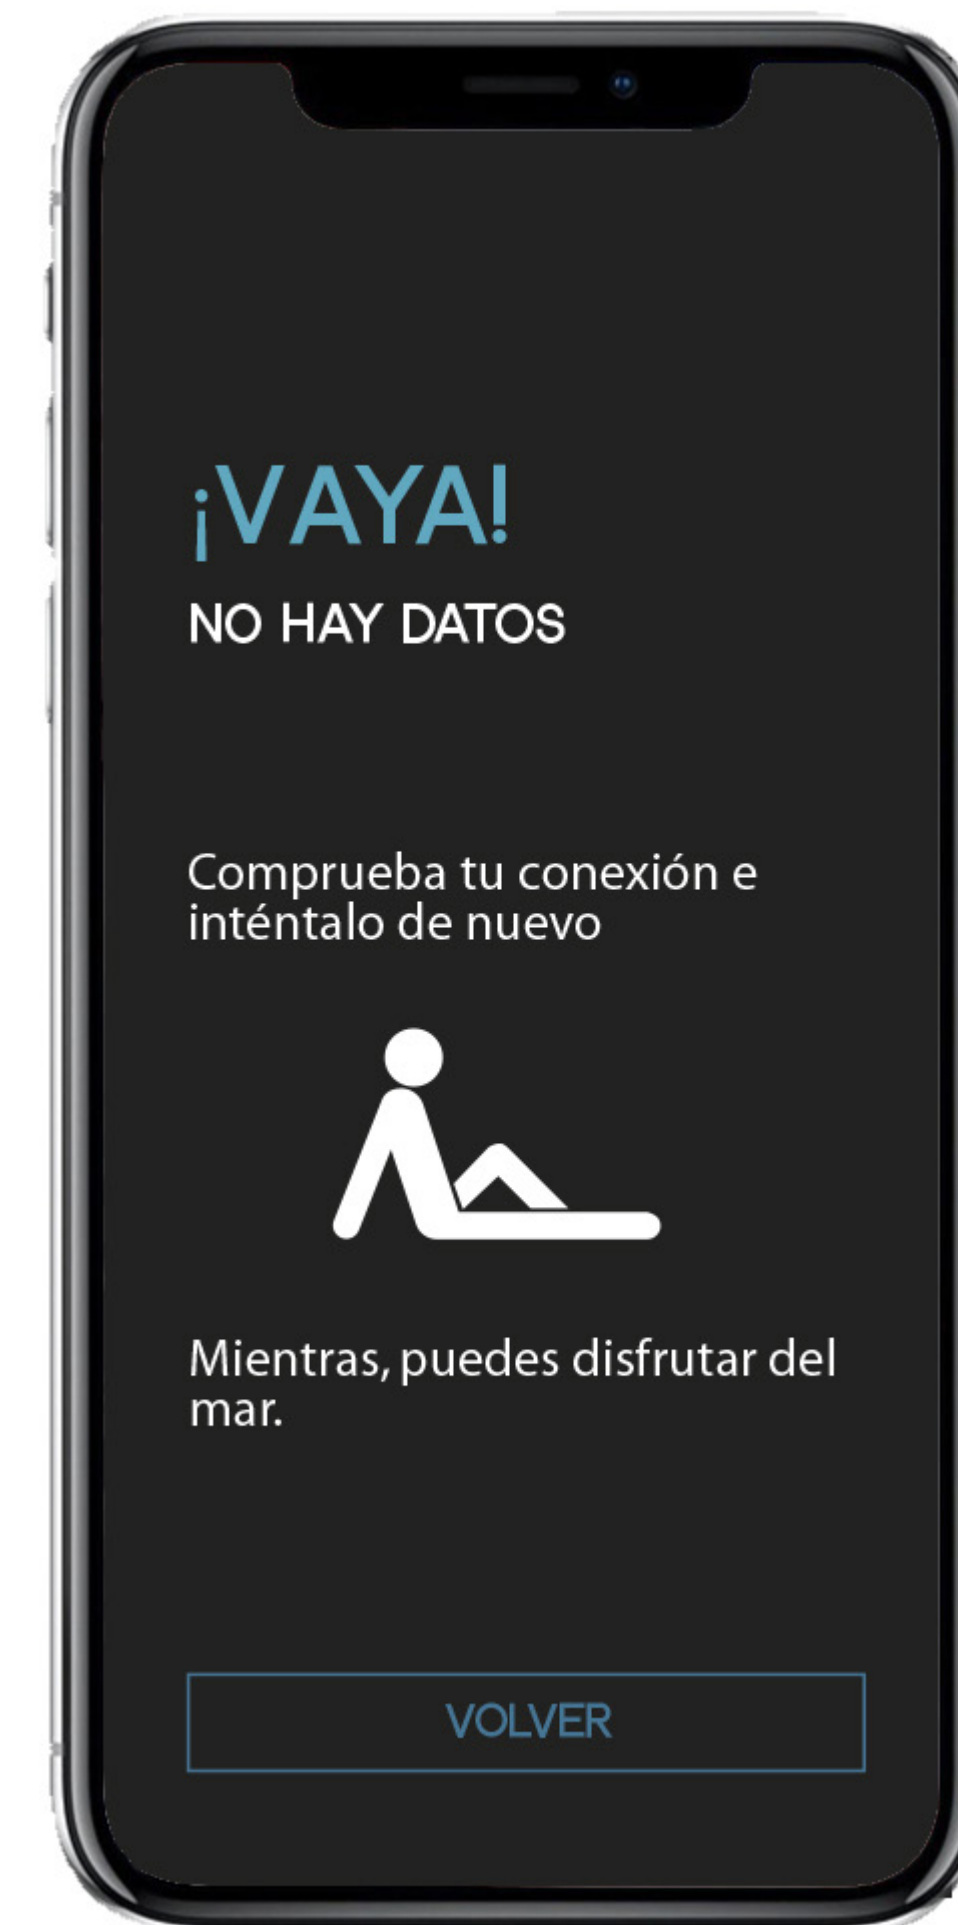 ¡VAYA!
NO HAY DATOS
Comprueba tu conexión e
inténtalo de nuevo
Mientras, puedes disfrutar del
mar.
VOLVER